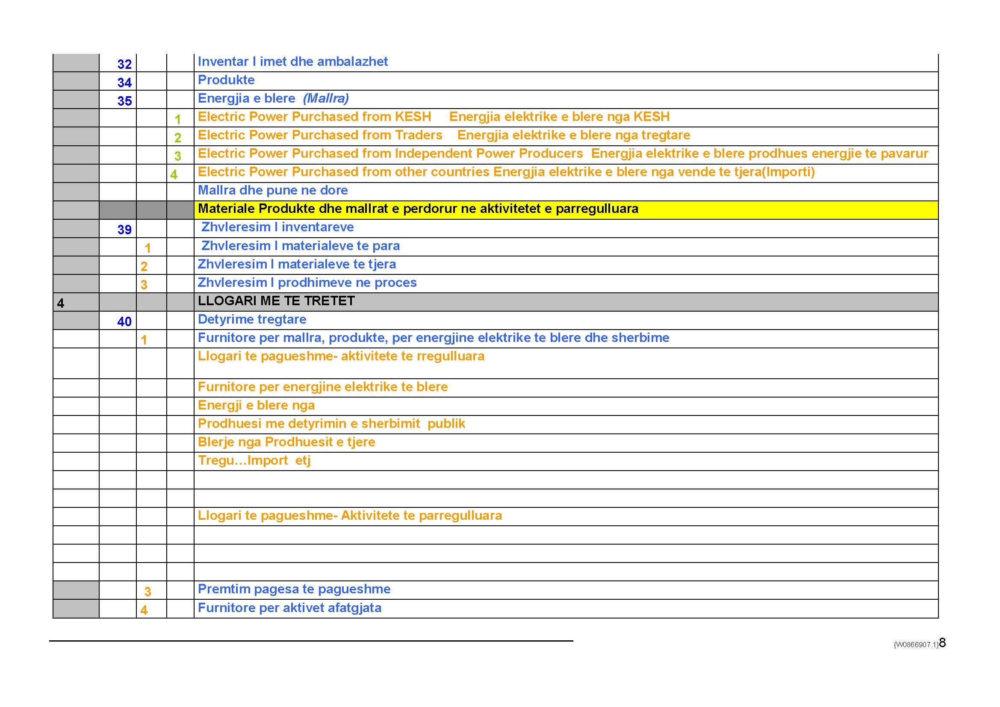 32 Inventar I imet dhe ambalazhet
34 Produkte
35 Energjia e blere (Mallra)
1 Electric Power Purchased from KESH Energjia elektrike e blere nga KESH
2 Electric Power Purchased from Traders Energjia elektrike e blere nga tregtare
3 Electric Power Purchased from Independent Power Producers Energjia elektrike e blere prodhues energjie te pavarur
4 Electric Power Purchased from other countries Energjia elektrike e blere nga vende te tjera(Importi)
Mallra dhe pune ne dore
Materiale Produkte dhe mallrat e perdorur ne aktivitetet e parregulluara
39 Zhvleresim I inventareve
1 Zhvleresim I materialeve te para
2 Zhvleresim I materialeve te tjera
3 Zhvleresim I prodhimeve ne proces
4 LLOGARI ME TE TRETET
40 Detyrime tregtare
1 Furnitore per mallra, produkte, per energjine elektrike te blere dhe sherbime
Llogari te pagueshme- aktivitete te rregulluara
Furnitore per energjine elektrike te blere
Energji e blere nga
Prodhuesi me detyrimin e sherbimit publik
Blerje nga Prodhuesit e tjere
Tregu…Import etj
Llogari te pagueshme- Aktivitete te parregulluara
3 Premtim pagesa te pagueshme
4 Furnitore per aktivet afatgjata
{W0866907.1}8